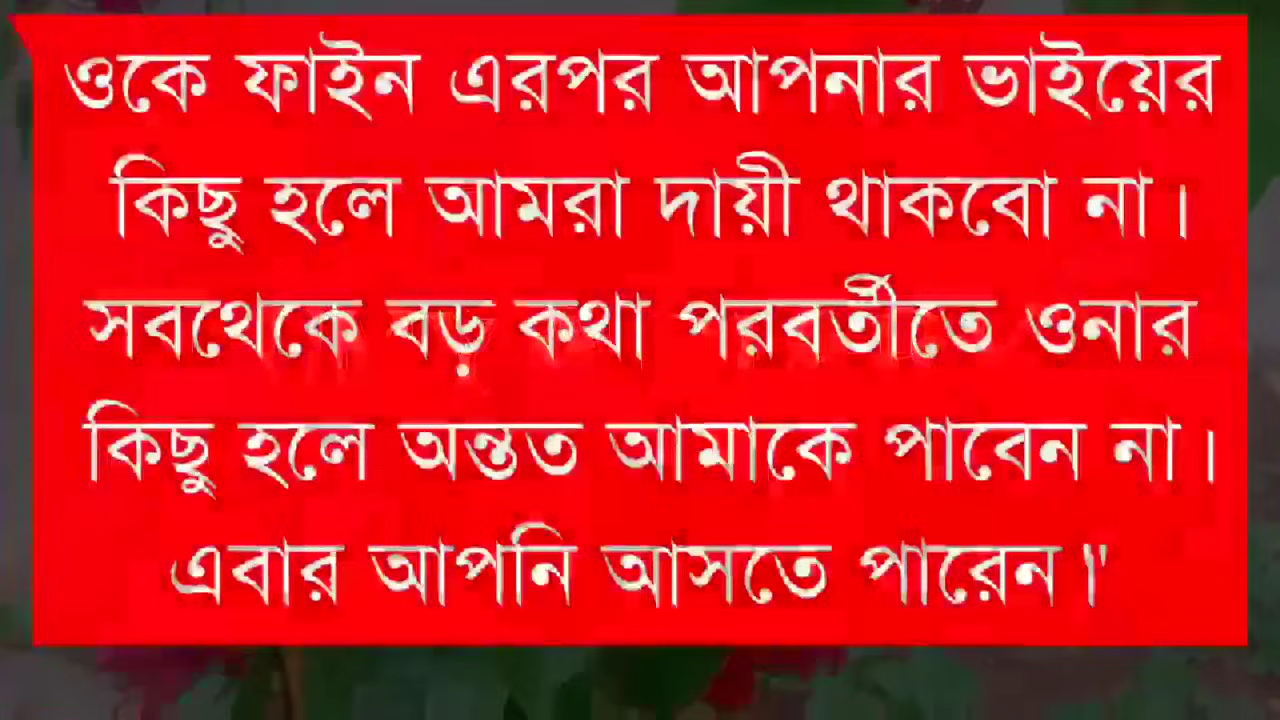 ওকে ফাইন এরপর আপনার ভাইয়ের
কিছু হলে আমরা দায়ী থাকবো না।
সবথেকে বড় কথা পরবর্তীতে ওনার
কিছু হলে অন্তত আমাকে পাবেন না।
এবার আপনি আসতে পারেন।"